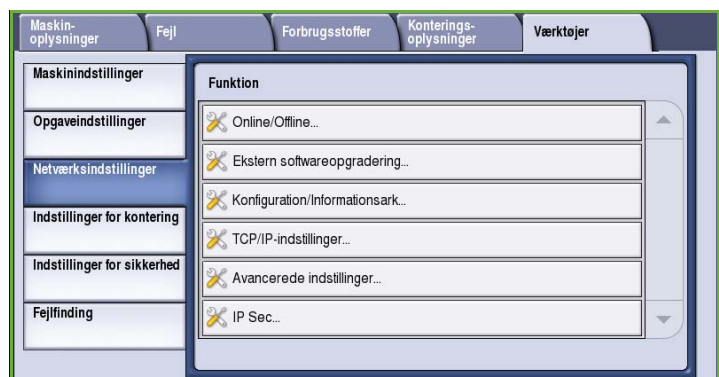 Maskin-
oplysninger
Fejl
Forbrugsstoffer
Konterings-
oplysninger
Værktøjer
Maskinindstillinger
Opgaveindstillinger
Netværksindstillinger
Indstillinger for kontering
Indstillinger for sikkerhed
Fejlfinding
Funktion
Online/Offline...
Ekstern softwareopgradering...
Konfiguration/Informationsark...
TCP/IP-indstillinger...
Avancerede indstillinger...
IP Sec...